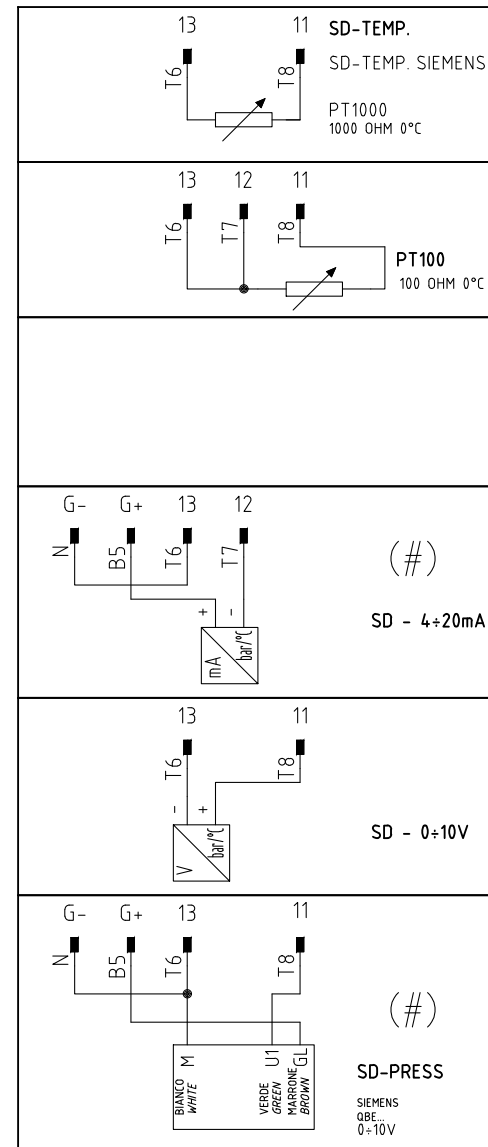 13 11 SD-TEMP.
T6 T8 SD-TEMP. SIEMENS
PT1000
1000 OHM 0°C
13 12 11
T6 T7 T8
PT100
100 OHM 0°C
G- G+ 13 12
N B5 T6 T7
(#)
+ -
SD - 4÷20mA
mA bar/°C
13 11
T6 T8
- +
SD - 0÷10V
V bar/°C
G- G+ 13 11
N B5 T6 T8
(#)
M U1 GL
BIANCO
WHITE
VERDE
GREEN
MARRONE
BROWN
SD-PRESS
SIEMENS
QBE...
0÷10V